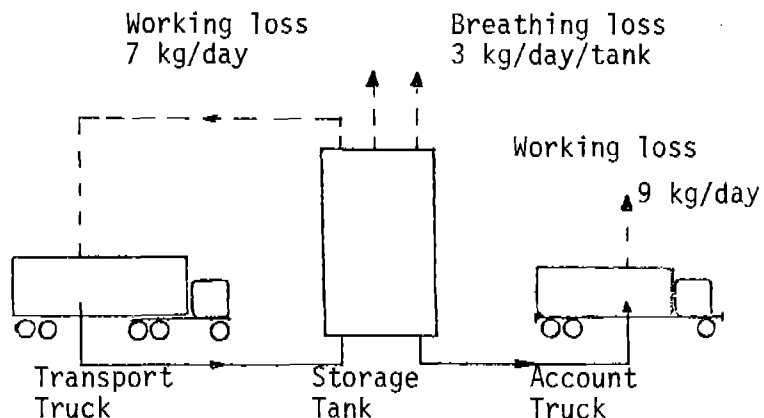 Working loss
7 kg/day
Breathing loss
3 kg/day/tank
Working loss
9 kg/day
Transport
Truck
Storage
Tank
Account
Truck